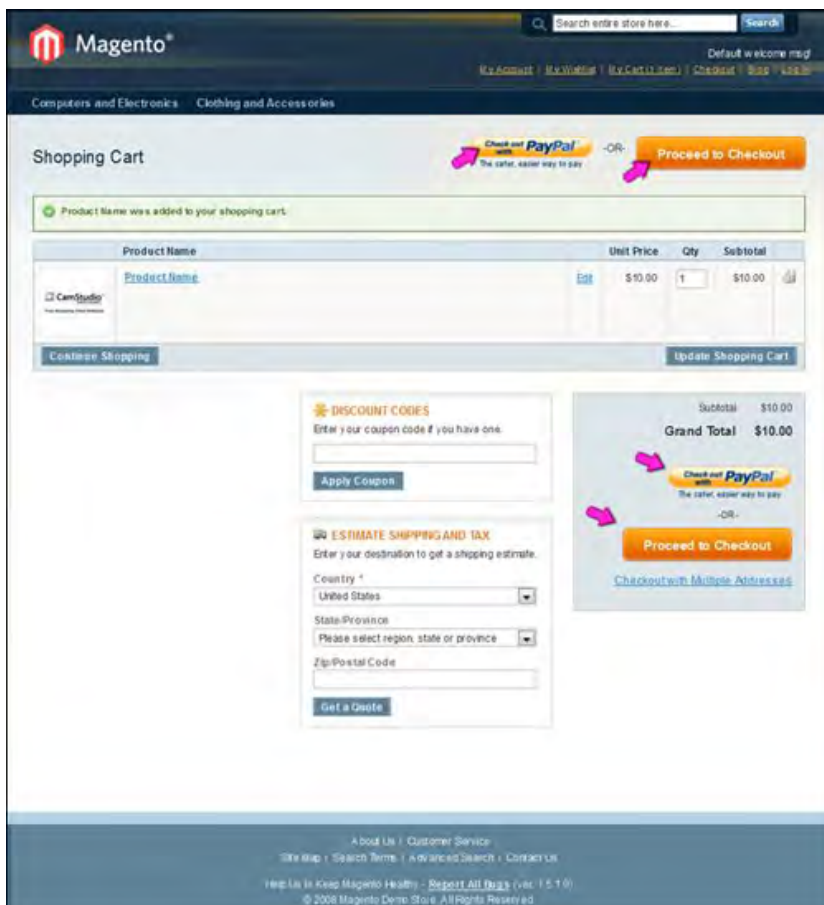 Magento®
Search entire store here...
Search
Default welcome msg!
My Account | My Wishlist | My Cart (1 item) | Checkout | Blog | Log In
Computers and Electronics Clothing and Accessories
Shopping Cart
Check out with PayPal
The safer, easier way to pay
-OR-
Proceed to Checkout
Product Name was added to your shopping cart.
Product Name Unit Price Qty Subtotal
CamStudio
Product Name Edit $10.00 1 $10.00
Continue Shopping Update Shopping Cart
DISCOUNT CODES
Enter your coupon code if you have one.
Apply Coupon
ESTIMATE SHIPPING AND TAX
Enter your destination to get a shipping estimate.
Country *
United States
State/Province
Please select region, state or province
Zip/Postal Code
Get a Quote
Subtotal $10.00
Grand Total $10.00
Check out with PayPal
The safer, easier way to pay
-OR-
Proceed to Checkout
Checkout with Multiple Addresses
About Us | Customer Service
Site Map | Search Terms | Advanced Search | Contact Us
Help Us to Keep Magento Healthy - Report All Bugs (ver. 1.5.1.0)
© 2008 Magento Demo Store. All Rights Reserved.